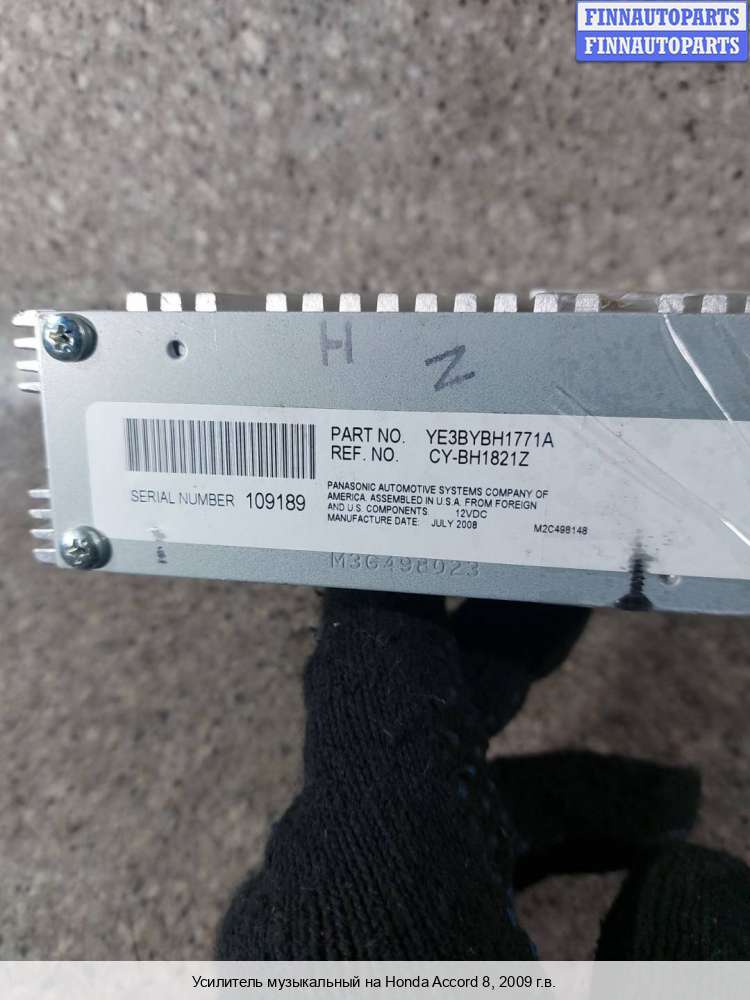 FINNAUTOPARTS
FINNAUTOPARTS
H Z
PART NO. YE3BYBH1771A
REF. NO. CY-BH1821Z
SERIAL NUMBER 109189
PANASONIC AUTOMOTIVE SYSTEMS COMPANY OF
AMERICA. ASSEMBLED IN U.S.A. FROM FOREIGN
AND U.S. COMPONENTS. 12VDC
MANUFACTURE DATE: JULY 2008 M2C498148
M3C498023
Усилитель музыкальный на Honda Accord 8, 2009 г.в.